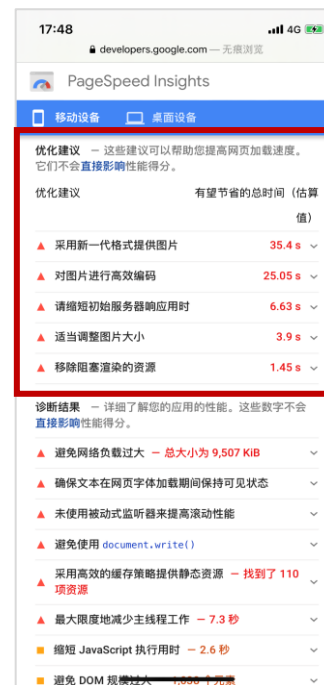 17:48
4G
developers.google.com — 无痕浏览
PageSpeed Insights
移动设备 桌面设备
优化建议 — 这些建议可以帮助您提高网页加载速度。
它们不会直接影响性能得分。
优化建议 有望节省的总时间（估算
值）
采用新一代格式提供图片 35.4 s
对图片进行高效编码 25.05 s
请缩短初始服务器响应用时 6.63 s
适当调整图片大小 3.9 s
移除阻塞渲染的资源 1.45 s
诊断结果 — 详细了解您的应用的性能。这些数字不会
直接影响性能得分。
避免网络负载过大 — 总大小为 9,507 KiB
确保文本在网页字体加载期间保持可见状态
未使用被动式监听器来提高滚动性能
避免使用 document.write()
采用高效的缓存策略提供静态资源 — 找到了 110
项资源
最大限度地减少主线程工作 — 7.3 秒
缩短 JavaScript 执行用时 — 2.6 秒
避免 DOM 规模过大 — 个元素